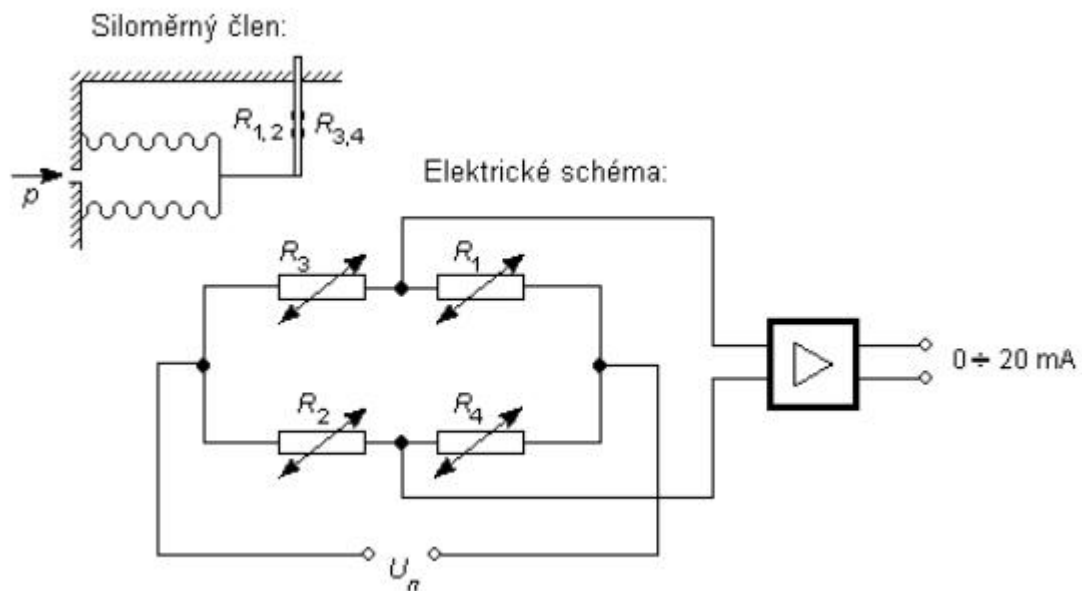 Siloměrný člen:
R1,2
R3,4
p
Elektrické schéma:
R3
R1
0 ÷ 20 mA
R2
R4
Un